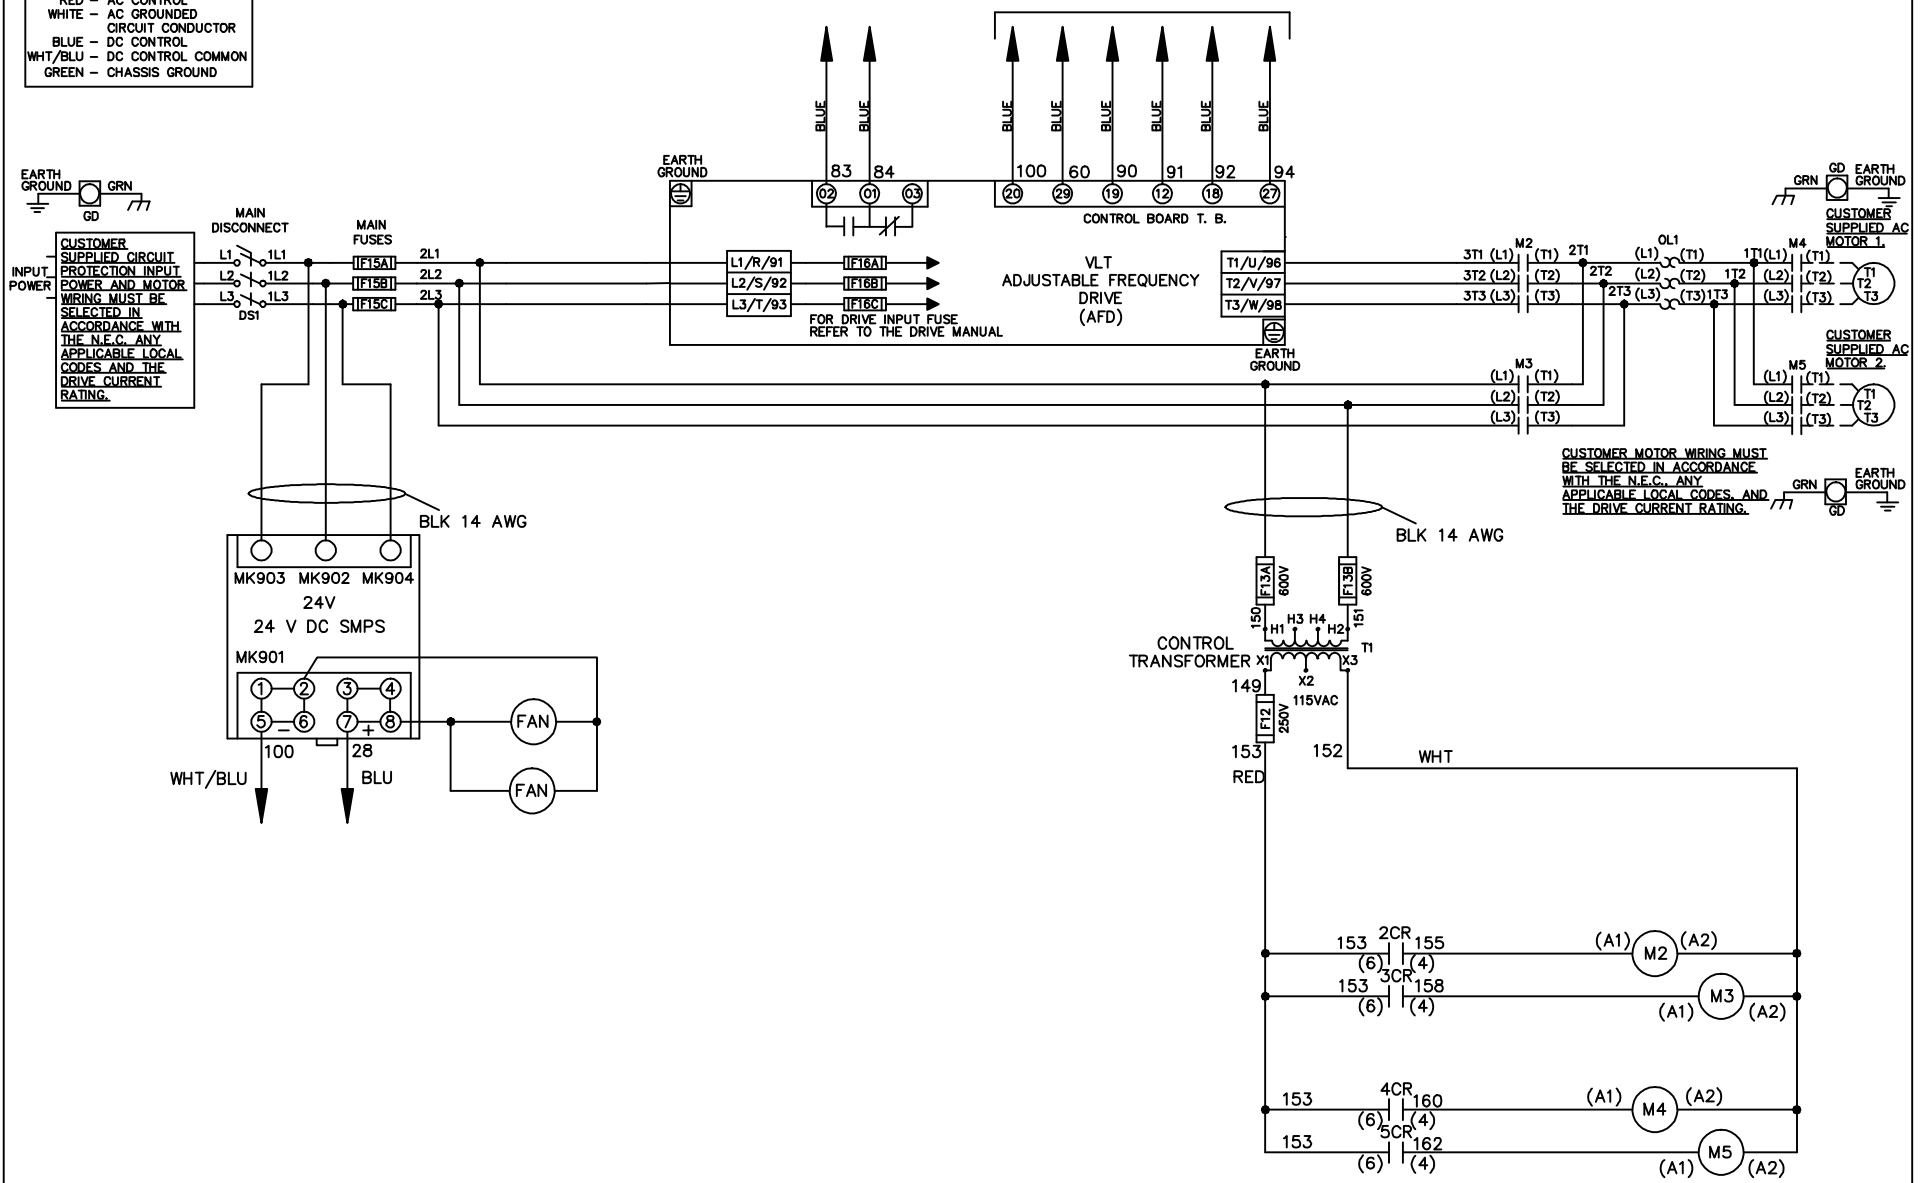 RED – AC CONTROL
WHITE – AC GROUNDED
CIRCUIT CONDUCTOR
BLUE – DC CONTROL
WHT/BLU – DC CONTROL COMMON
GREEN – CHASSIS GROUND
BLUE
BLUE
BLUE
BLUE
BLUE
BLUE
BLUE
BLUE
EARTH
GROUND
GRN
GD
EARTH
GROUND
83
84
100
60
90
91
92
94
02
01
03
20
29
19
12
18
27
CONTROL BOARD T. B.
GD
EARTH
GRN
GROUND
MAIN
DISCONNECT
MAIN
FUSES
INPUT
POWER
CUSTOMER
SUPPLIED CIRCUIT
PROTECTION INPUT
POWER AND MOTOR
WIRING MUST BE
SELECTED IN
ACCORDANCE WITH
THE N.E.C. ANY
APPLICABLE LOCAL
CODES AND THE
DRIVE CURRENT
RATING.
L1
1L1
L2
1L2
L3
1L3
DS1
F15A
F15B
F15C
2L1
2L2
2L3
L1/R/91
L2/S/92
L3/T/93
F16A
F16B
F16C
FOR DRIVE INPUT FUSE
REFER TO THE DRIVE MANUAL
VLT
ADJUSTABLE FREQUENCY
DRIVE
(AFD)
T1/U/96
T2/V/97
T3/W/98
EARTH
GROUND
M2
3T1 (L1) (T1) 2T1
3T2 (L2) (T2) 2T2
3T3 (L3) (T3) 2T3
OL1
(L1) (T1) 1T1
(L2) (T2) 1T2
(L3) (T3) 1T3
M4
(L1) (T1)
(L2) (T2)
(L3) (T3)
T1
T2
T3
CUSTOMER
SUPPLIED AC
MOTOR 1.
M3
(L1) (T1)
(L2) (T2)
(L3) (T3)
M5
(L1) (T1)
(L2) (T2)
(L3) (T3)
T1
T2
T3
CUSTOMER
SUPPLIED AC
MOTOR 2.
CUSTOMER MOTOR WIRING MUST
BE SELECTED IN ACCORDANCE
WITH THE N.E.C., ANY
APPLICABLE LOCAL CODES, AND
THE DRIVE CURRENT RATING.
EARTH
GRN
GROUND
GD
BLK 14 AWG
MK903 MK902 MK904
24V
24 V DC SMPS
MK901
1
2
3
4
5
6
7
8
–
+
100
28
WHT/BLU
BLU
FAN
FAN
BLK 14 AWG
F13A
600V
F13B
600V
150
151
H1
H3
H4
H2
T1
CONTROL
TRANSFORMER
X1
X3
X2
149
115VAC
F12
250V
153
RED
152
WHT
2CR
153
155
(6)
(4)
(A1)
M2
(A2)
3CR
153
158
(6)
(4)
(A1)
M3
(A2)
4CR
153
160
(6)
(4)
(A1)
M4
(A2)
5CR
153
162
(6)
(4)
(A1)
M5
(A2)